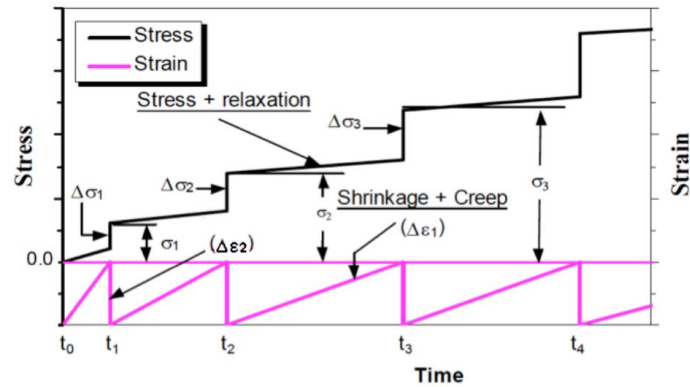 Stress
Strain
Stress + relaxation
Δσ3
Δσ2
Δσ1
σ1
σ2
σ3
Shrinkage + Creep
(Δε1)
(Δε2)
0.0
Stress
Strain
t0
t1
t2
t3
t4
Time